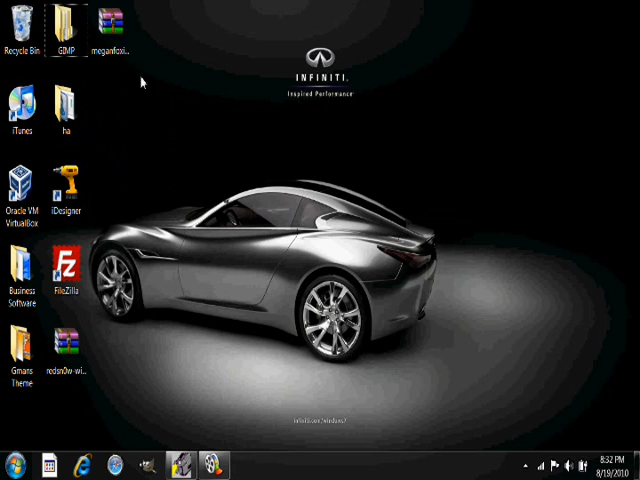 Recycle Bin
GIMP
meganfoxi...
INFINITI
Inspired Performance
iTunes
ha
Oracle VM
VirtualBox
iDesigner
Business
Software
FileZilla
FZ
Gmans
Theme
redsn0w-wi...
infiniti.com/windows7
8:32 PM
8/19/2010